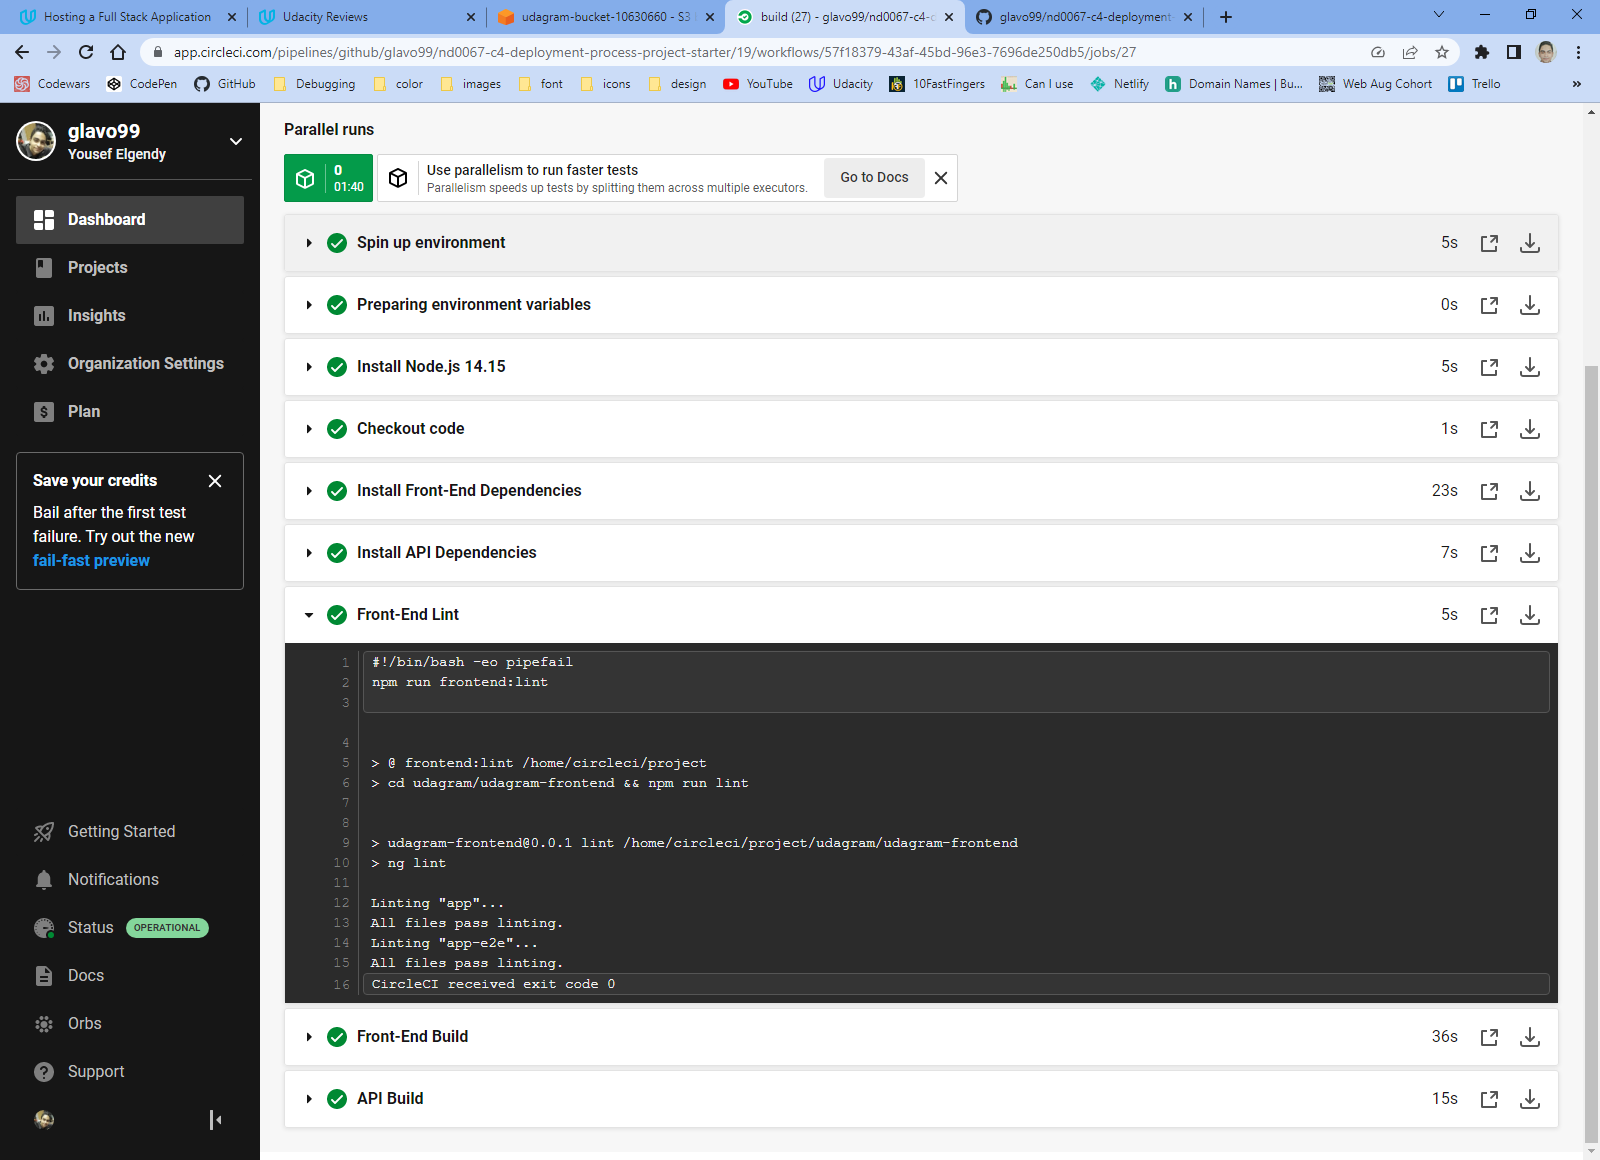 Hosting a Full Stack Application
Udacity Reviews
udagram-bucket-10630660 - S3
build (27) - glavo99/nd0067-c4-
glavo99/nd0067-c4-deployment-
app.circleci.com/pipelines/github/glavo99/nd0067-c4-deployment-process-project-starter/19/workflows/57f18379-43af-45bd-96e3-7696de250db5/jobs/27
Codewars
CodePen
GitHub
Debugging
color
images
font
icons
design
YouTube
Udacity
10FastFingers
Can I use
Netlify
Domain Names | Bu...
Web Aug Cohort
Trello
»
glavo99
Yousef Elgendy
Dashboard
Projects
Insights
Organization Settings
Plan
Save your credits
Bail after the first test
failure. Try out the new
fail-fast preview
Getting Started
Notifications
Status OPERATIONAL
Docs
Orbs
Support
Parallel runs
0
01:40
Use parallelism to run faster tests
Parallelism speeds up tests by splitting them across multiple executors.
Go to Docs
Spin up environment 5s
Preparing environment variables 0s
Install Node.js 14.15 5s
Checkout code 1s
Install Front-End Dependencies 23s
Install API Dependencies 7s
Front-End Lint 5s
1 #!/bin/bash -eo pipefail
2 npm run frontend:lint
3
4
5 > @ frontend:lint /home/circleci/project
6 > cd udagram/udagram-frontend && npm run lint
7
8
9 > udagram-frontend@0.0.1 lint /home/circleci/project/udagram/udagram-frontend
10 > ng lint
11
12 Linting "app"...
13 All files pass linting.
14 Linting "app-e2e"...
15 All files pass linting.
16 CircleCI received exit code 0
Front-End Build 36s
API Build 15s